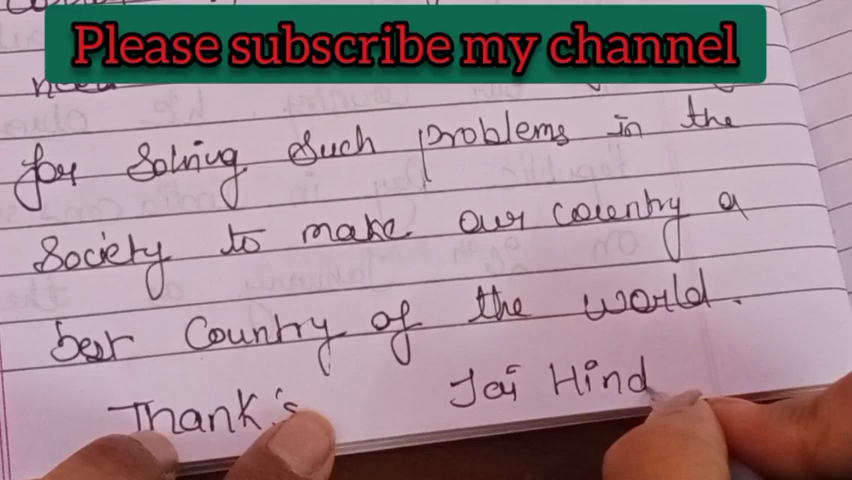 Please subscribe my channel
need
for solving such problems in the
society to make our country a
best country of the world.
Thank's Jai Hind